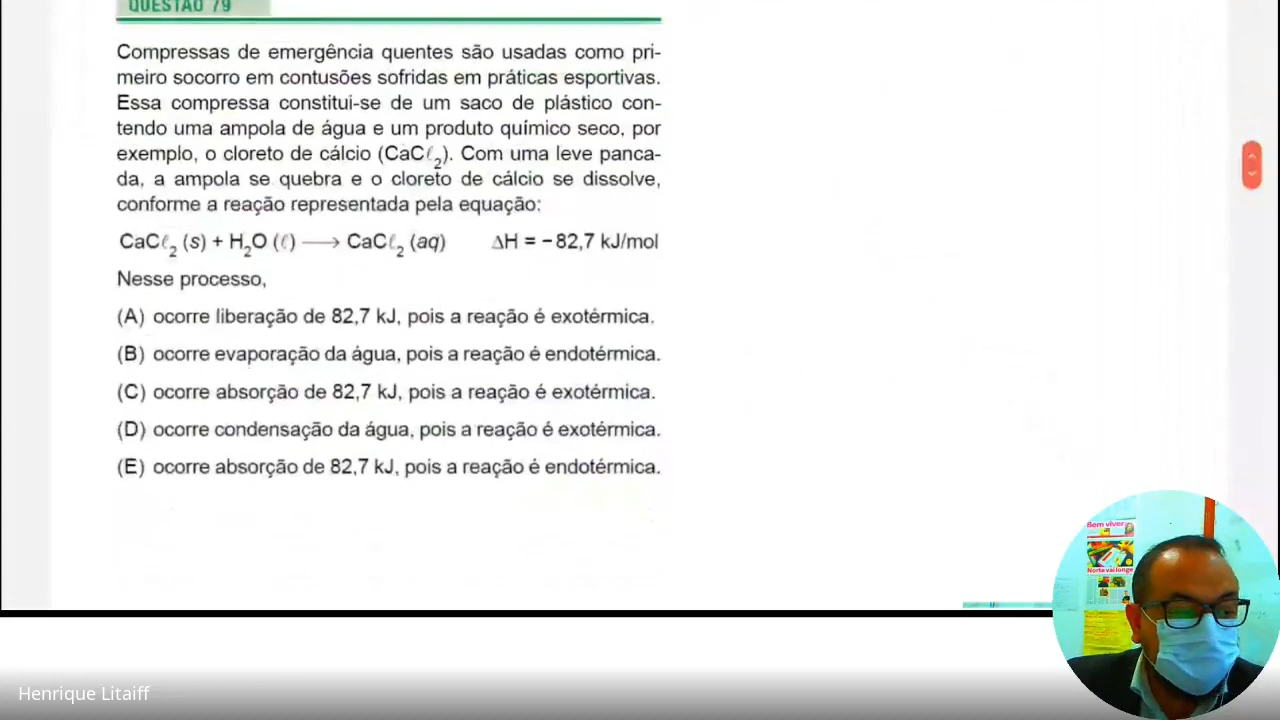 QUESTÃO 79
Compressas de emergência quentes são usadas como pri-
meiro socorro em contusões sofridas em práticas esportivas.
Essa compressa constitui-se de um saco de plástico con-
tendo uma ampola de água e um produto químico seco, por
exemplo, o cloreto de cálcio (CaCℓ₂). Com uma leve panca-
da, a ampola se quebra e o cloreto de cálcio se dissolve,
conforme a reação representada pela equação:
CaCℓ₂ (s) + H₂O (ℓ) ⟶ CaCℓ₂ (aq) ΔH = − 82,7 kJ/mol
Nesse processo,
(A) ocorre liberação de 82,7 kJ, pois a reação é exotérmica.
(B) ocorre evaporação da água, pois a reação é endotérmica.
(C) ocorre absorção de 82,7 kJ, pois a reação é exotérmica.
(D) ocorre condensação da água, pois a reação é exotérmica.
(E) ocorre absorção de 82,7 kJ, pois a reação é endotérmica.
Bem viver
Norte vai longe
Henrique Litaiff